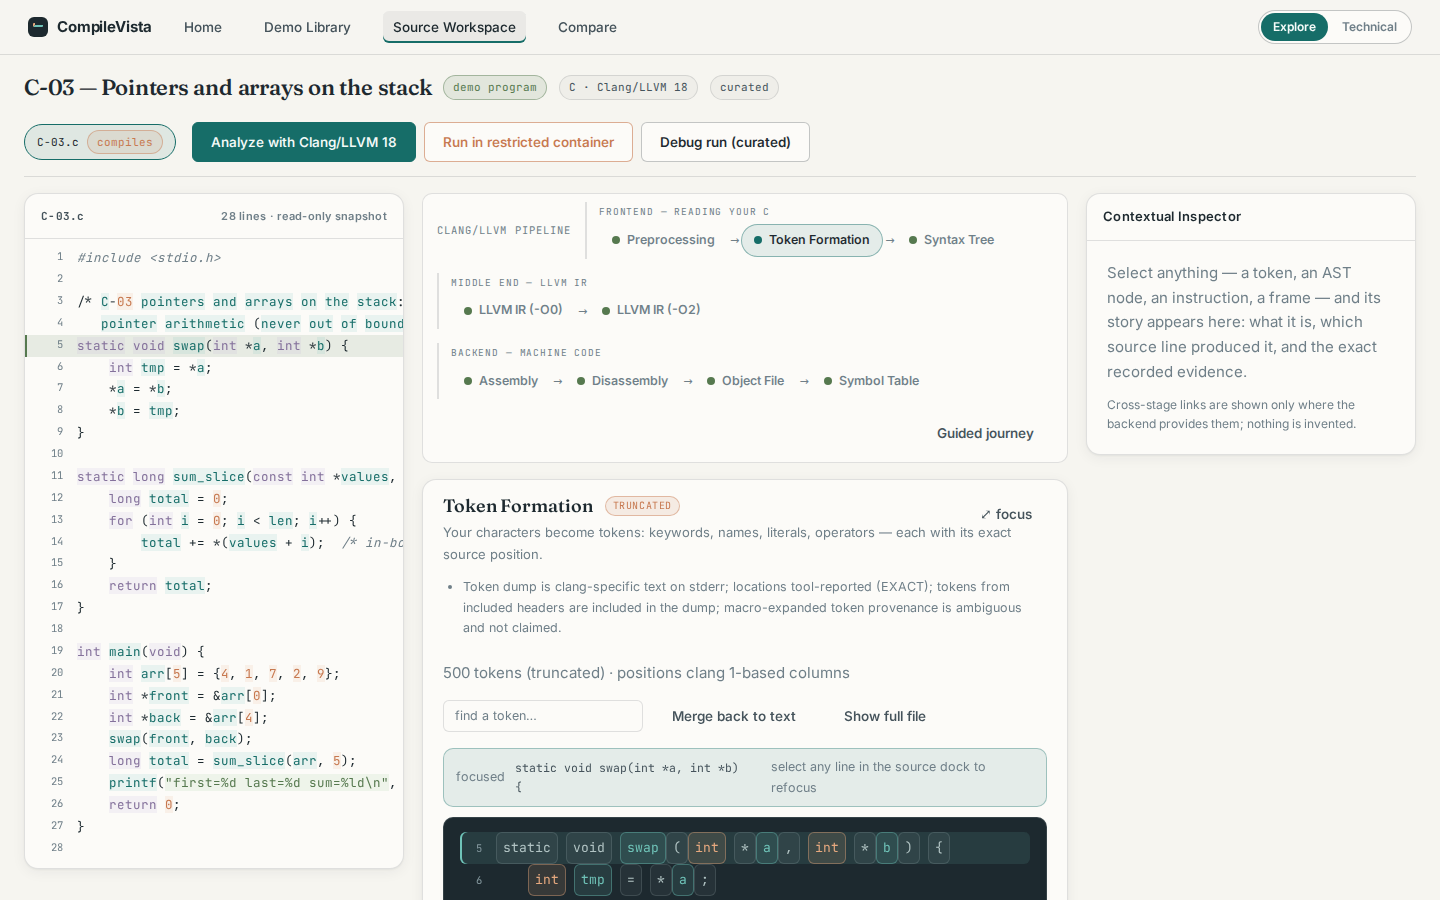 CompileVista
Home
Demo Library
Source Workspace
Compare
Explore
Technical
C-03 — Pointers and arrays on the stack
demo program
C · Clang/LLVM 18
curated
C-03.c
compiles
Analyze with Clang/LLVM 18
Run in restricted container
Debug run (curated)
C-03.c
28 lines · read-only snapshot
1 #include <stdio.h>
2
3 /* C-03 pointers and arrays on the stack:
4 pointer arithmetic (never out of bound
5 static void swap(int *a, int *b) {
6 int tmp = *a;
7 *a = *b;
8 *b = tmp;
9 }
10
11 static long sum_slice(const int *values,
12 long total = 0;
13 for (int i = 0; i < len; i++) {
14 total += *(values + i); /* in-bo
15 }
16 return total;
17 }
18
19 int main(void) {
20 int arr[5] = {4, 1, 7, 2, 9};
21 int *front = &arr[0];
22 int *back = &arr[4];
23 swap(front, back);
24 long total = sum_slice(arr, 5);
25 printf("first=%d last=%d sum=%ld\n",
26 return 0;
27 }
28
CLANG/LLVM PIPELINE
FRONTEND — READING YOUR C
Preprocessing → Token Formation → Syntax Tree
MIDDLE END — LLVM IR
LLVM IR (-O0) → LLVM IR (-O2)
BACKEND — MACHINE CODE
Assembly → Disassembly → Object File → Symbol Table
Guided journey
Token Formation
TRUNCATED
⤢ focus
Your characters become tokens: keywords, names, literals, operators — each with its exact
source position.
• Token dump is clang-specific text on stderr; locations tool-reported (EXACT); tokens from
included headers are included in the dump; macro-expanded token provenance is ambiguous
and not claimed.
500 tokens (truncated) · positions clang 1-based columns
find a token...
Merge back to text
Show full file
focused
static void swap(int *a, int *b)
{
select any line in the source dock to
refocus
5 static void swap ( int * a , int * b ) {
6 int tmp = * a ;
Contextual Inspector
Select anything — a token, an AST
node, an instruction, a frame — and its
story appears here: what it is, which
source line produced it, and the exact
recorded evidence.
Cross-stage links are shown only where the
backend provides them; nothing is invented.